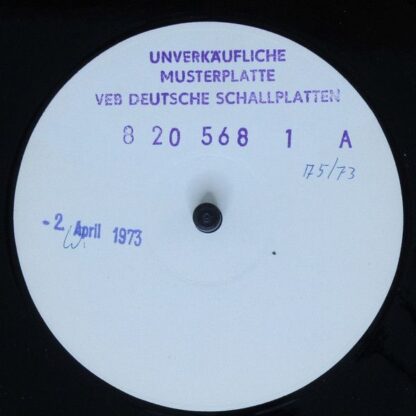 UNVERKÄUFLICHE
MUSTERPLATTE
VEB DEUTSCHE SCHALLPLATTEN
8 20 568 1 A
175/73
- 2. April 1973